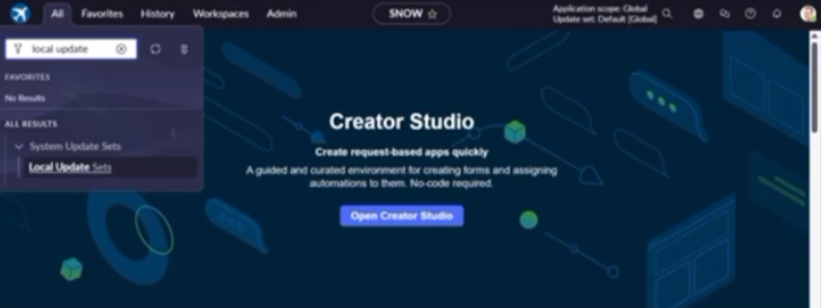 All Favorites History Workspaces Admin
SNOW
Application scope: Global
Update set: Default [Global]
local update
FAVORITES
No Results
ALL RESULTS
System Update Sets
Local Update Sets
Creator Studio
Create request-based apps quickly
A guided and curated environment for creating forms and assigning
automations to them. No-code required.
Open Creator Studio